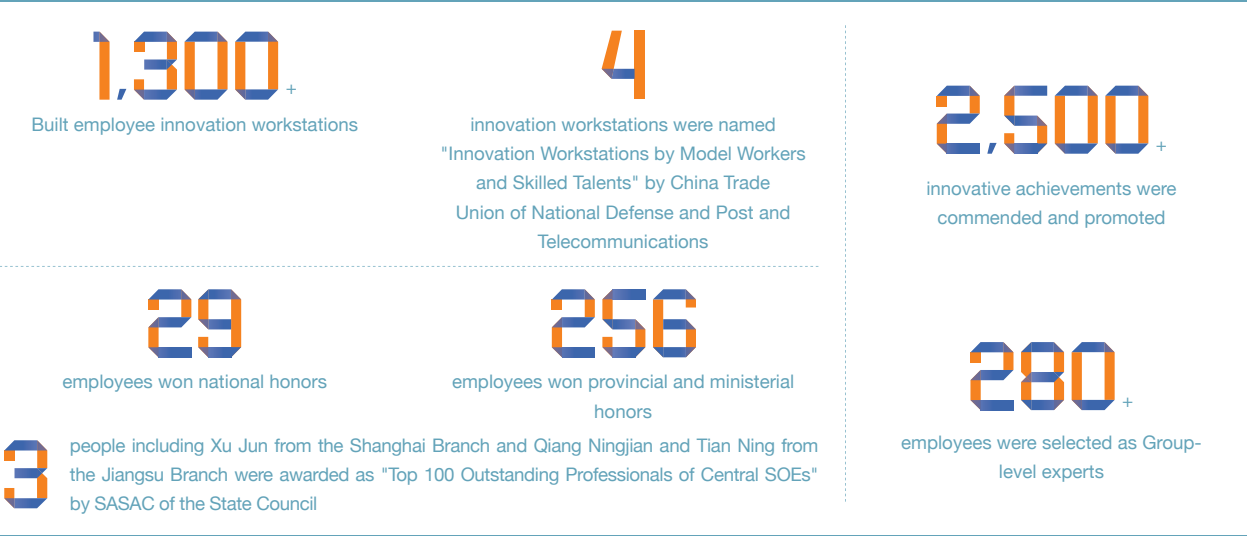 1,300+
Built employee innovation workstations
4
innovation workstations were named
"Innovation Workstations by Model Workers
and Skilled Talents" by China Trade
Union of National Defense and Post and
Telecommunications
29
employees won national honors
256
employees won provincial and ministerial
honors
3
people including Xu Jun from the Shanghai Branch and Qiang Ningjian and Tian Ning from
the Jiangsu Branch were awarded as "Top 100 Outstanding Professionals of Central SOEs"
by SASAC of the State Council
2,500+
innovative achievements were
commended and promoted
280+
employees were selected as Group-
level experts